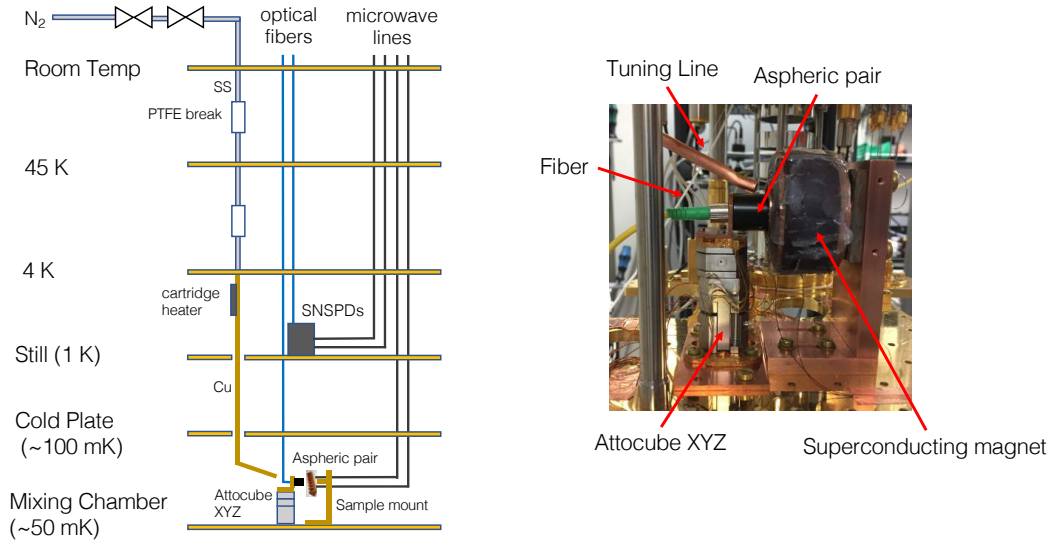 N₂
optical
fibers
microwave
lines
Room Temp
SS
PTFE break
45 K
4 K
cartridge
heater
SNSPDs
Still (1 K)
Cu
Cold Plate
(~100 mK)
Aspheric pair
Attocube
XYZ
Sample mount
Mixing Chamber
(~50 mK)
Tuning Line
Aspheric pair
Fiber
Attocube XYZ
Superconducting magnet